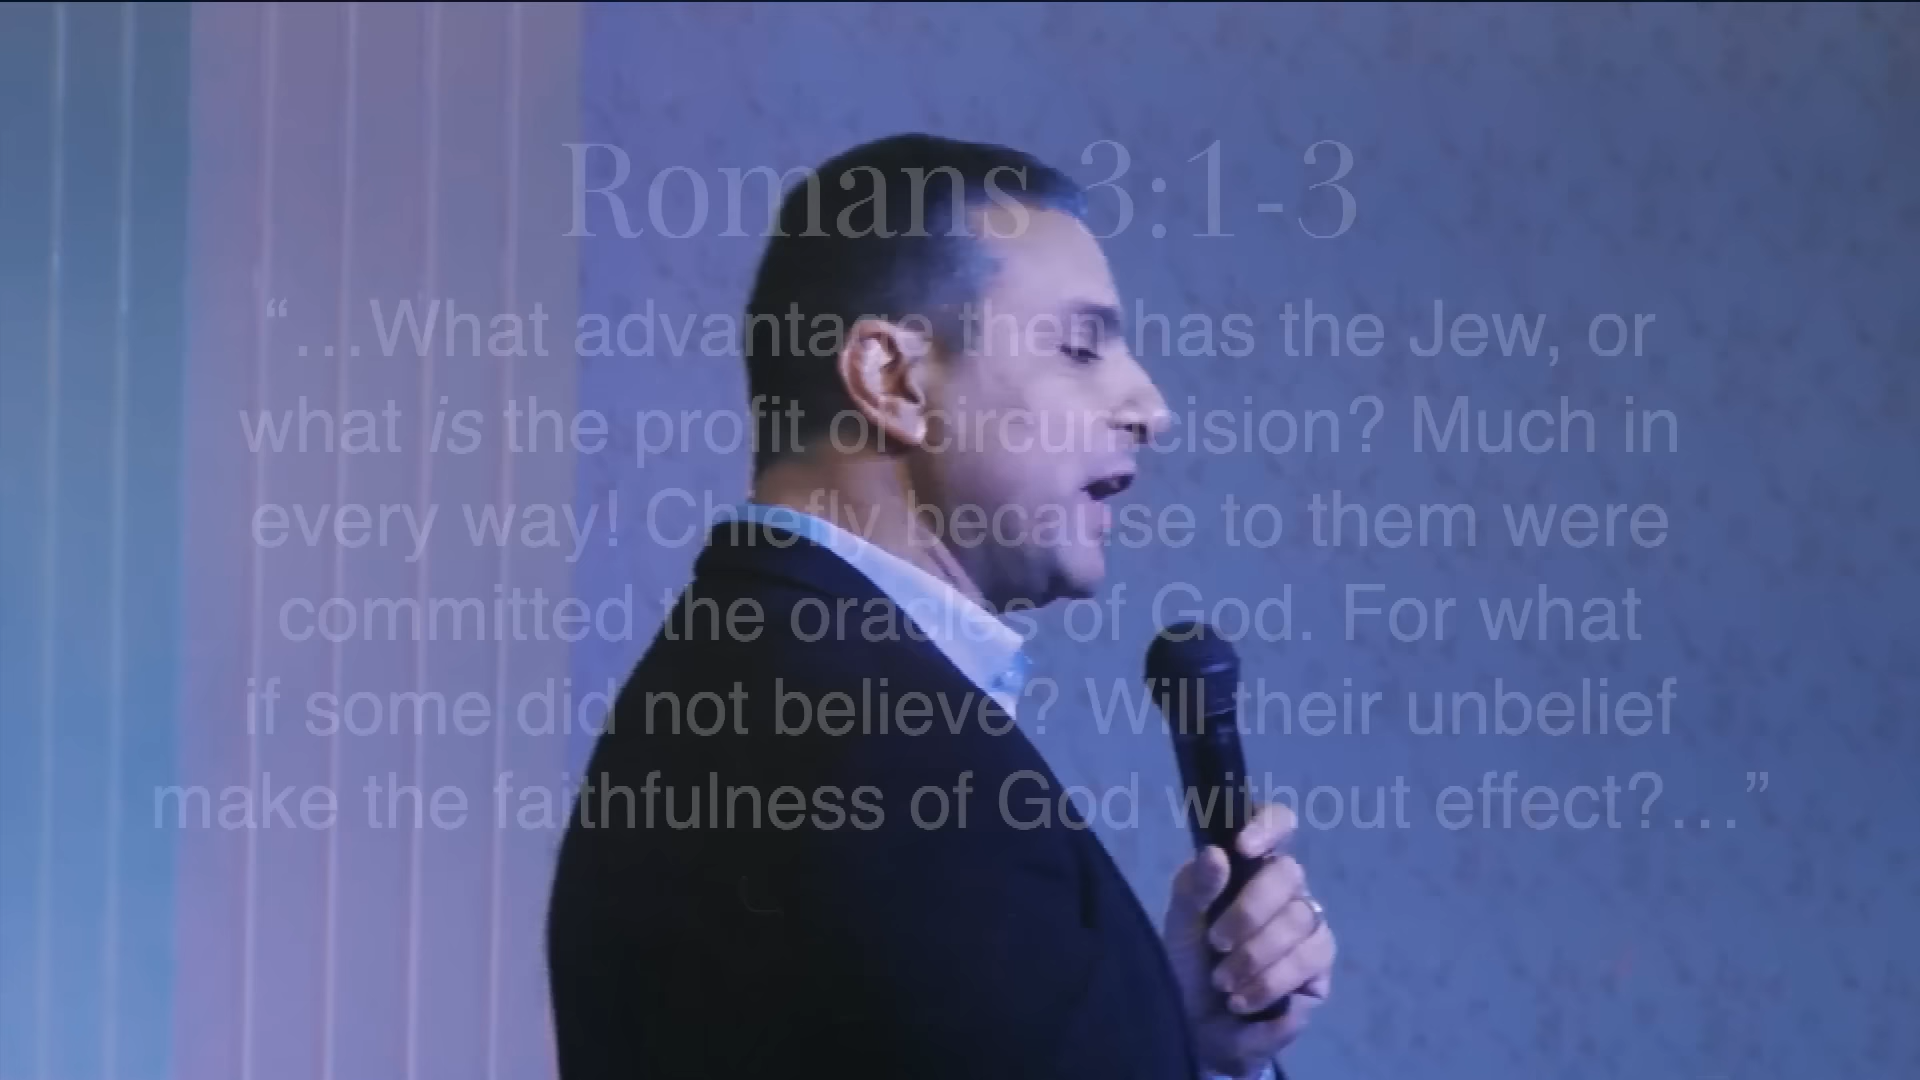 Romans 3:1-3
“…What advantage then has the Jew, or
what is the profit of circumcision? Much in
every way! Chiefly because to them were
committed the oracles of God. For what
if some did not believe? Will their unbelief
make the faithfulness of God without effect?…”